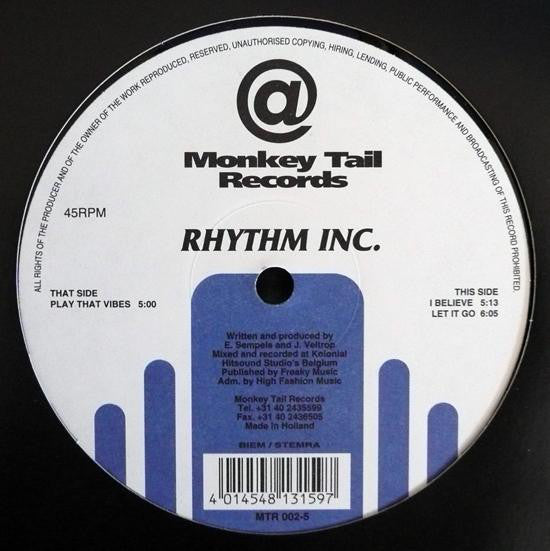 ALL RIGHTS OF THE PRODUCER AND OF THE OWNER OF THE WORK REPRODUCED, RESERVED, UNAUTHORISED COPYING, HIRING, LENDING, PUBLIC PERFORMANCE AND BROADCASTING OF THIS RECORD PROHIBITED.
@
Monkey Tail
Records
45RPM
RHYTHM INC.
THAT SIDE
PLAY THAT VIBES 5:00
THIS SIDE
I BELIEVE 5:13
LET IT GO 6:05
Written and produced by
E. Sempels and J. Veltrop
Mixed and recorded at Kelonial
Hitsound Studio's Belgium
Published by Freaky Music
Adm. by High Fashion Music
Monkey Tail Records
Tel. +31 40 2435599
Fax. +31 40 2436505
Made in Holland
BIEM / STEMRA
4 014548 131597
MTR 002-5